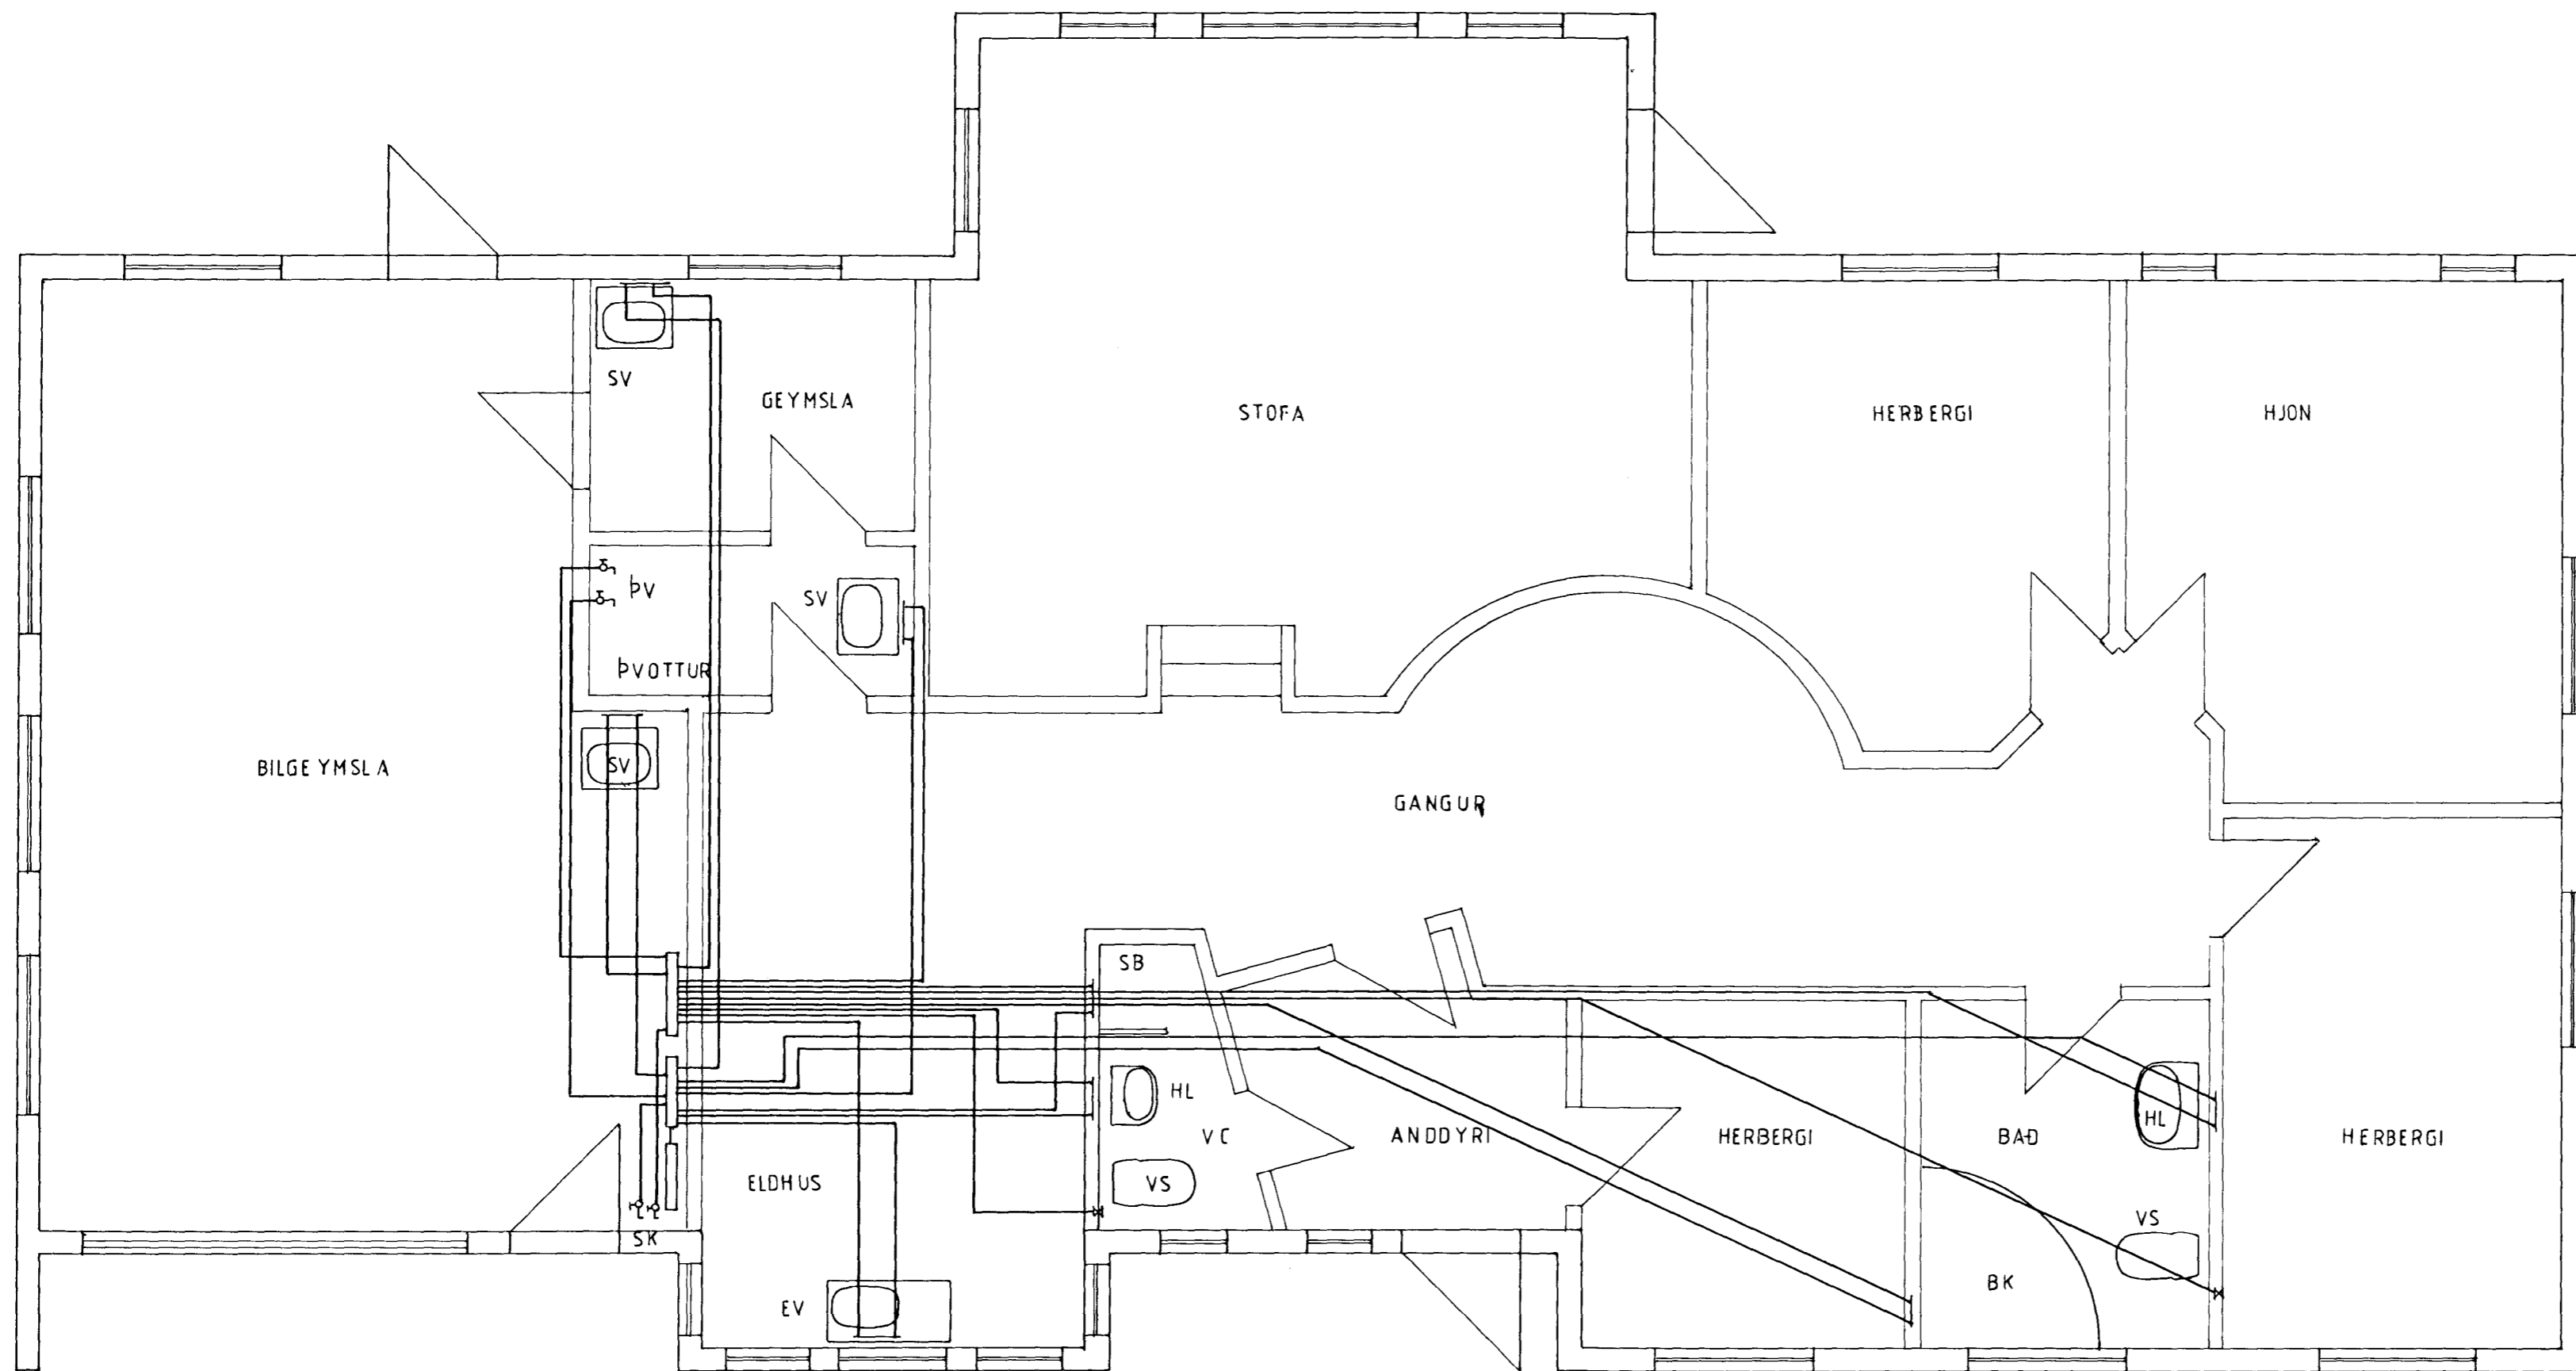 SV
GEYMSLA
STOFA
HERBERGI
HJON
ÞV
SV
ÞVOTTUR
SV
BILGEYMSLA
GANGUR
SB
HL
VC
ANDDYRI
HERBERGI
BAÐ
HL
HERBERGI
ELDHUS
VS
VS
SK
BK
EV